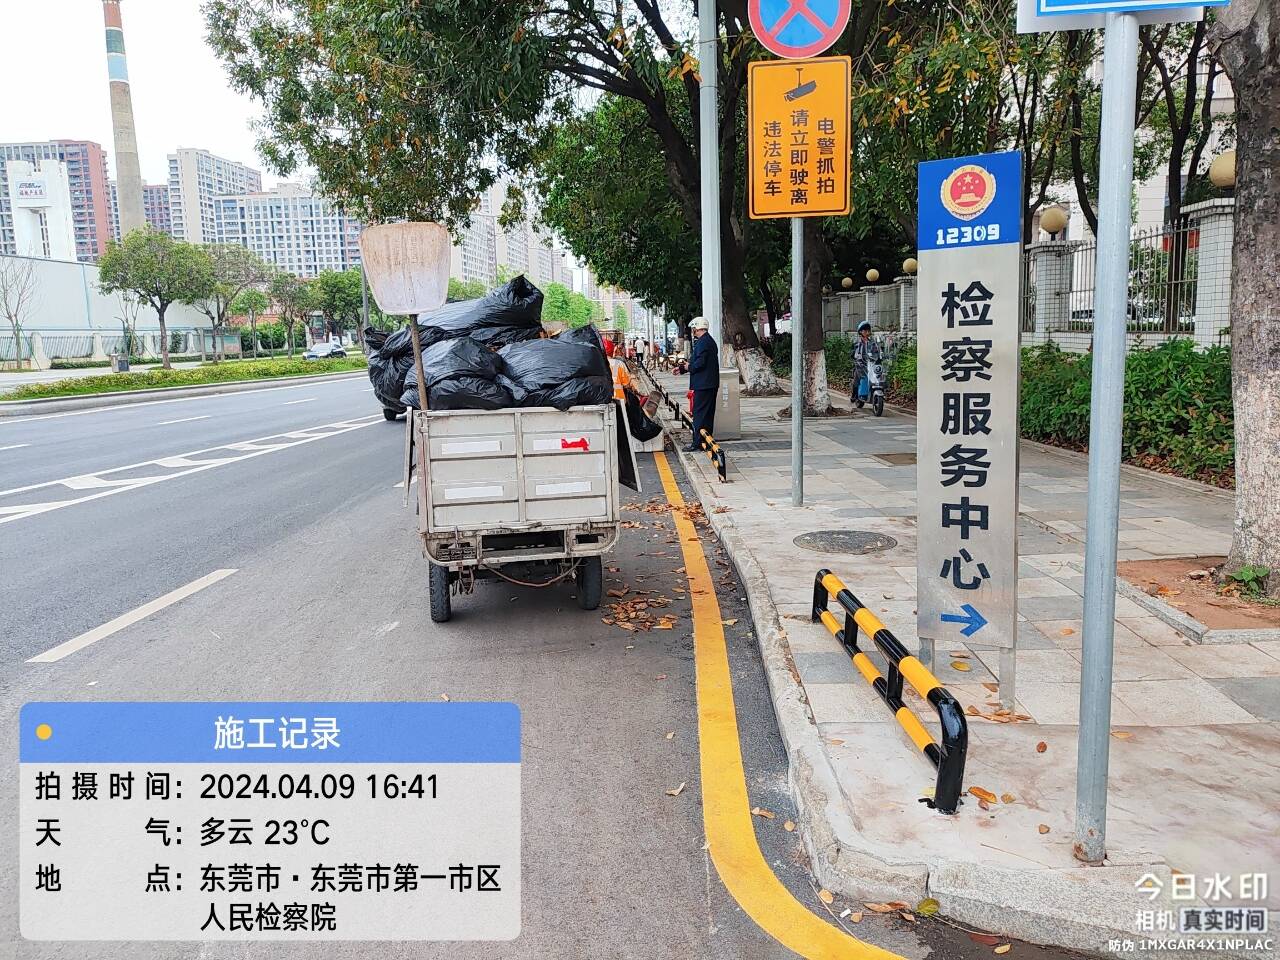 电警抓拍
请立即驶离
违法停车
12309
检察服务中心
施工记录
拍摄时间：2024.04.09 16:41
天气：多云 23℃
地点：东莞市·东莞市第一市区
人民检察院
今日水印
相机 真实时间
防伪 1MXGAR4X1NPLAC